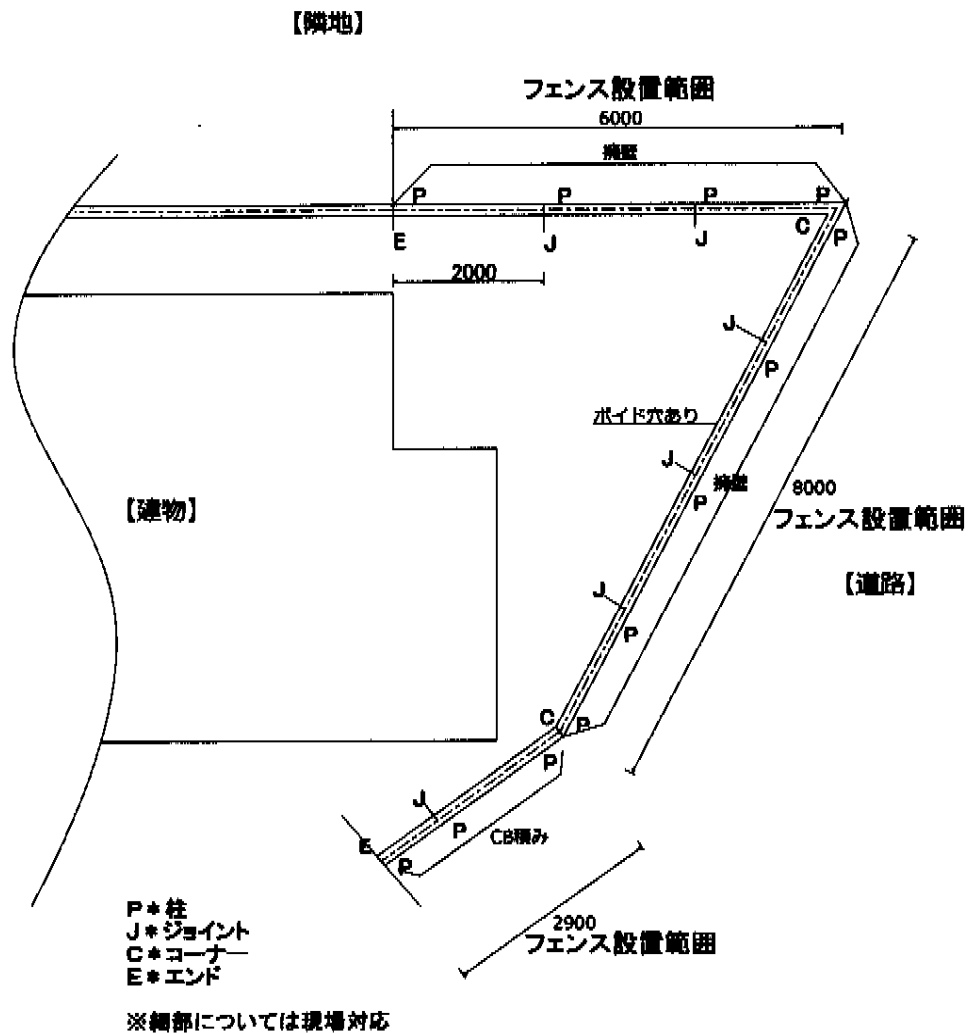 【隣地】
フェンス設置範囲
6000
擁壁
P
P
P
P
E
J
J
C
P
2000
J
P
ボイド穴あり
J
P
擁壁
8000
フェンス設置範囲
【建物】
【道路】
J
P
C
P
P
J
P
CB積み
E
P
2900
フェンス設置範囲
P*柱
J*ジョイント
C*コーナー
E*エンド
※細部については現場対応